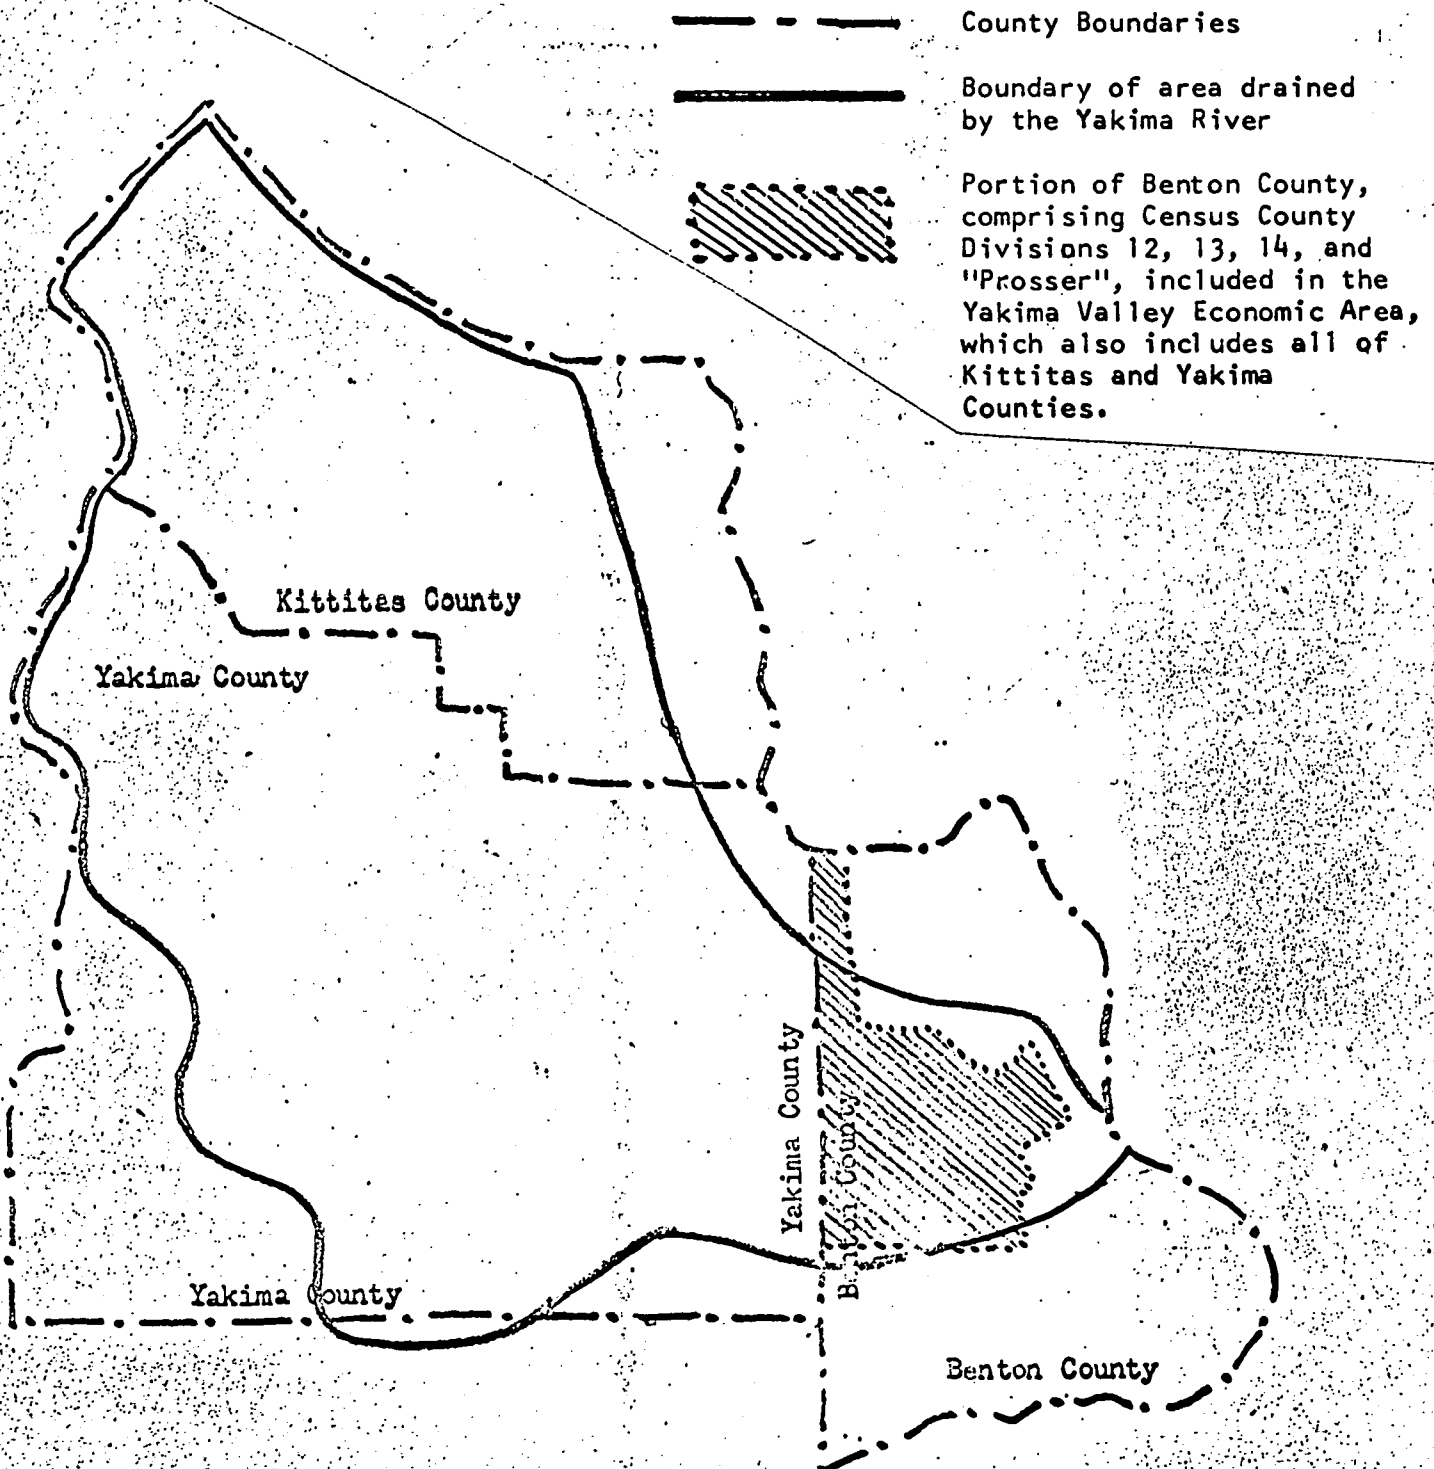 County Boundaries
Boundary of area drained
by the Yakima River
Portion of Benton County,
comprising Census County
Divisions 12, 13, 14, and
"Prosser", included in the
Yakima Valley Economic Area,
which also includes all of
Kittitas and Yakima
Counties.
Kittitas County
Yakima County
Yakima County
Benton County
Yakima County
Benton County